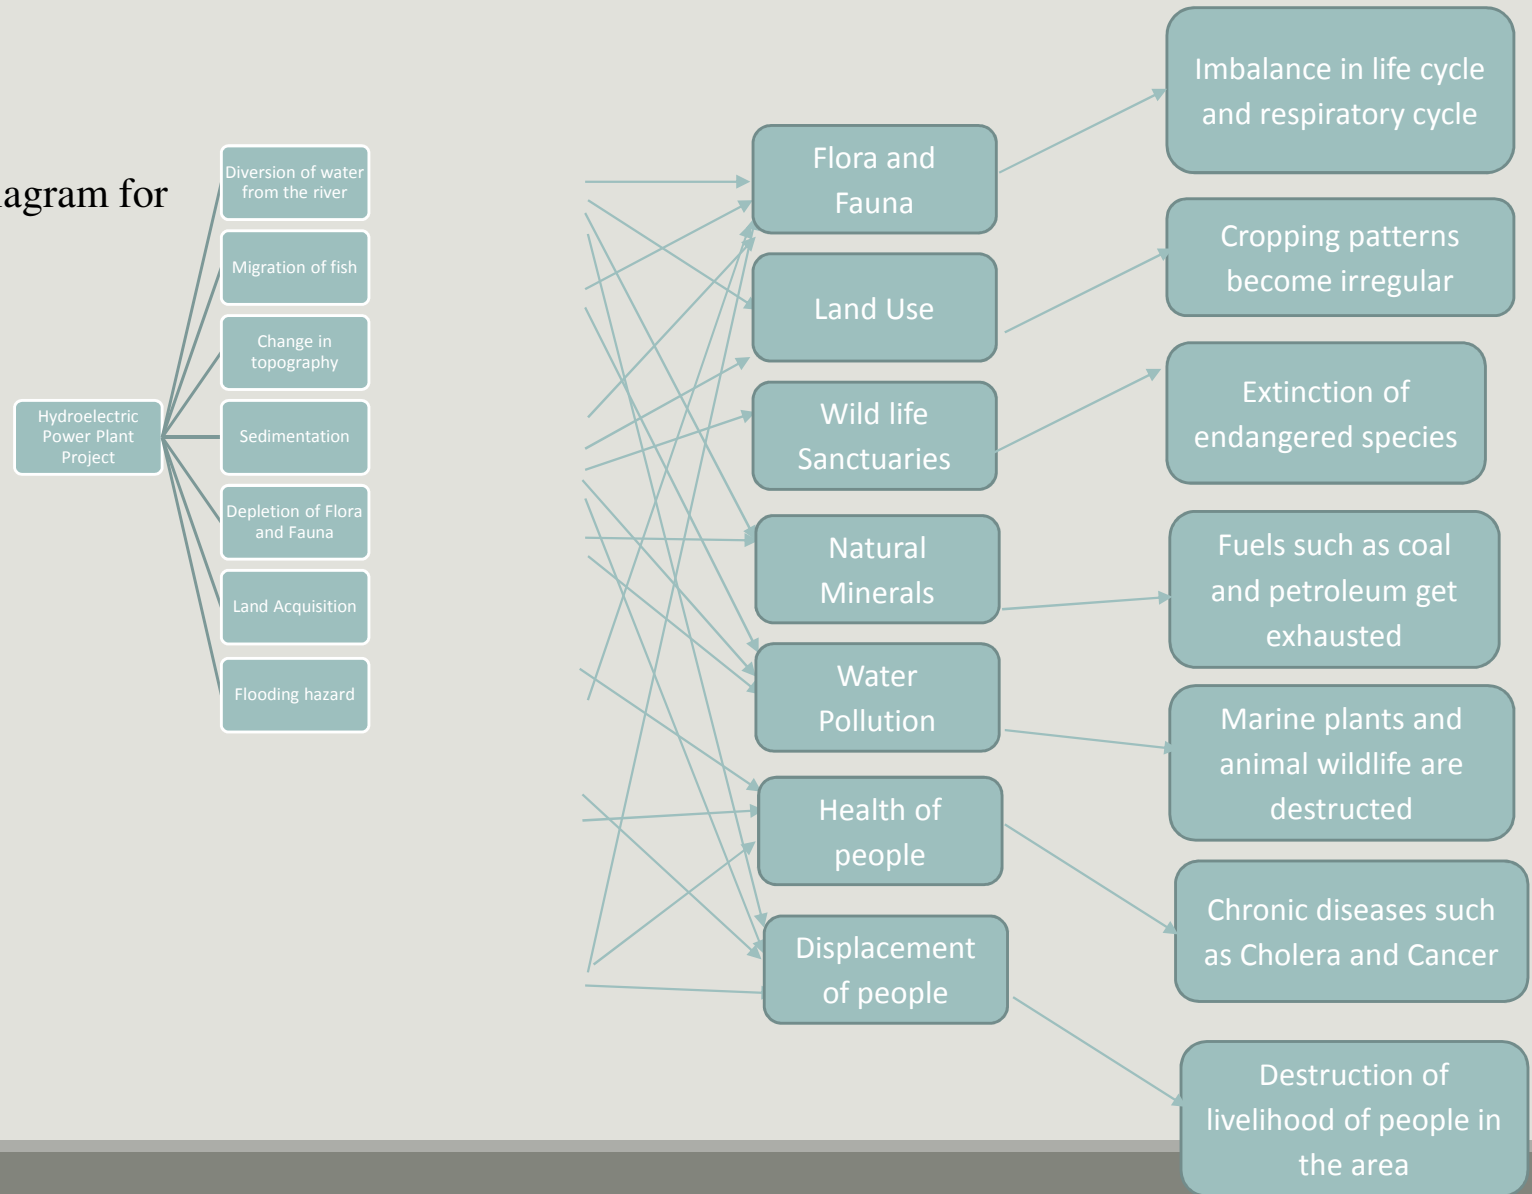 agram for
Hydroelectric
Power Plant
Project
Diversion of water
from the river
Migration of fish
Change in
topography
Sedimentation
Depletion of Flora
and Fauna
Land Acquisition
Flooding hazard
Flora and
Fauna
Land Use
Wild life
Sanctuaries
Natural
Minerals
Water
Pollution
Health of
people
Displacement
of people
Imbalance in life cycle
and respiratory cycle
Cropping patterns
become irregular
Extinction of
endangered species
Fuels such as coal
and petroleum get
exhausted
Marine plants and
animal wildlife are
destructed
Chronic diseases such
as Cholera and Cancer
Destruction of
livelihood of people in
the area